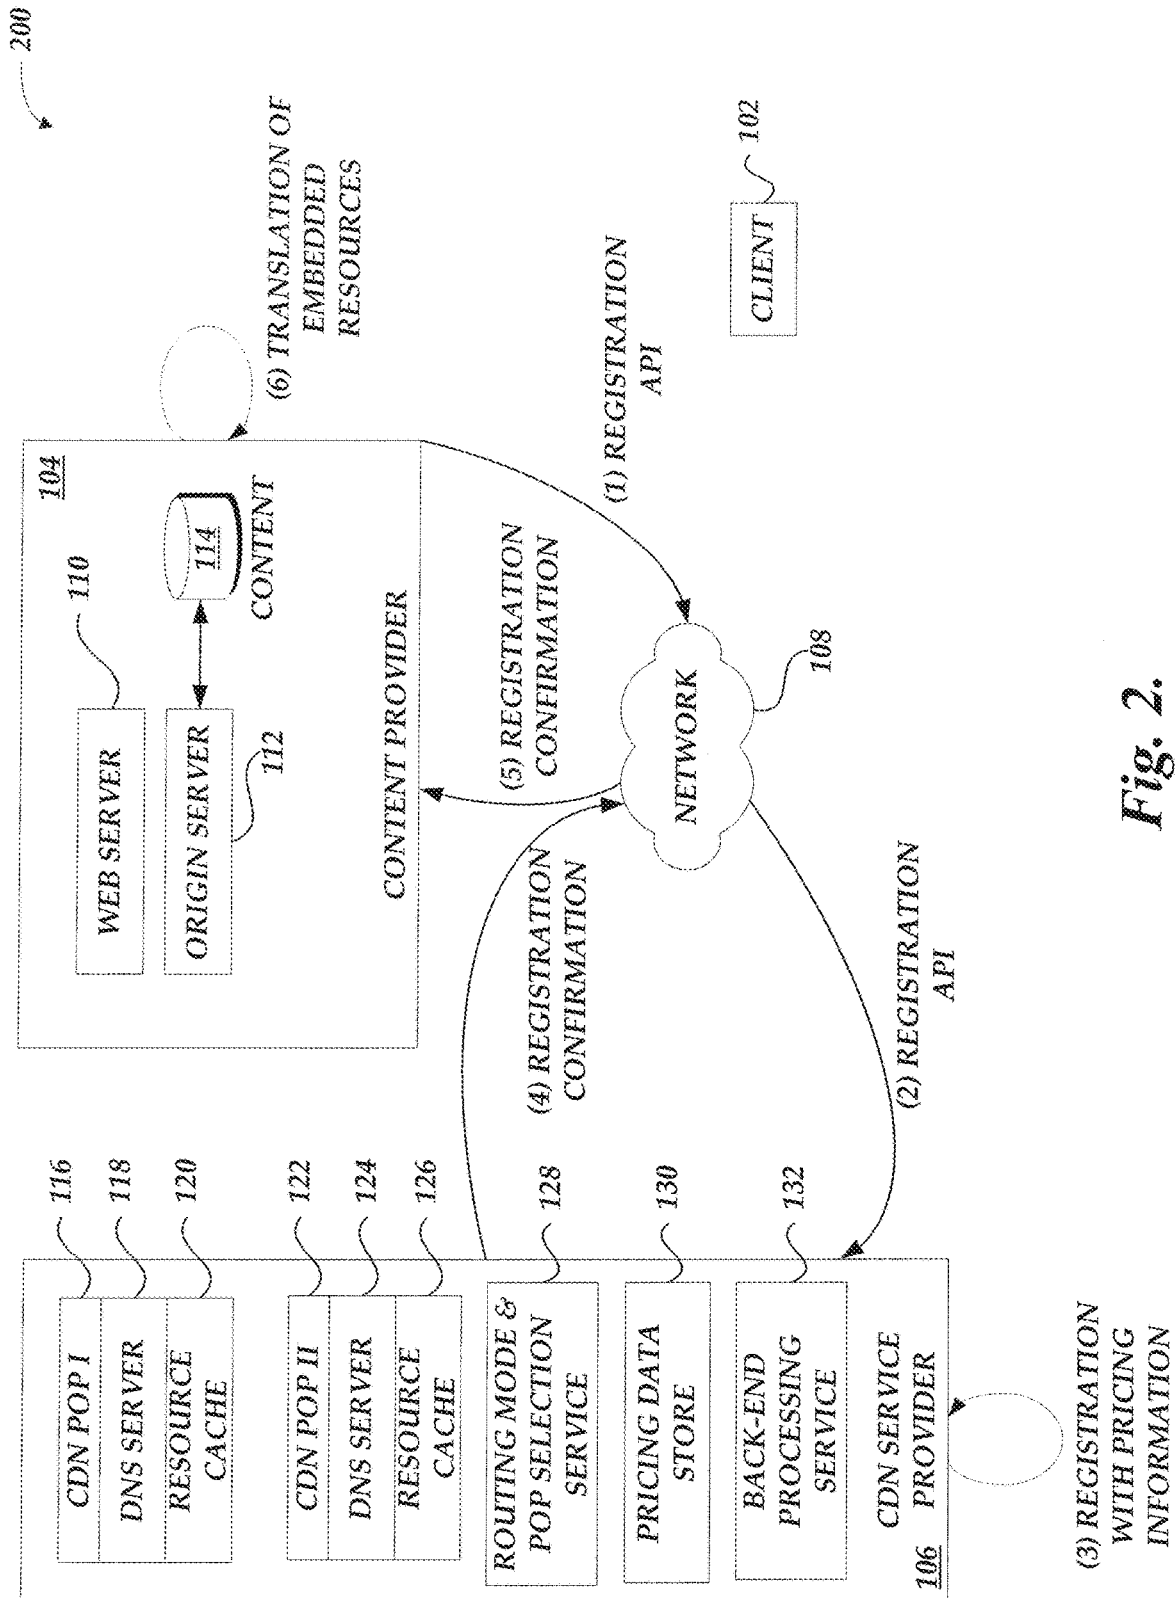 200
104
110
WEB SERVER
ORIGIN SERVER
112
114
CONTENT
CONTENT PROVIDER
(6) TRANSLATION OF
EMBEDDED
RESOURCES
116
118
120
CDN POP I
DNS SERVER
RESOURCE
CACHE
122
124
126
CDN POP II
DNS SERVER
RESOURCE
CACHE
128
ROUTING MODE &
POP SELECTION
SERVICE
130
PRICING DATA
STORE
132
BACK-END
PROCESSING
SERVICE
CDN SERVICE
PROVIDER
106
(4) REGISTRATION
CONFIRMATION
(5) REGISTRATION
CONFIRMATION
(1) REGISTRATION
API
NETWORK
108
CLIENT
102
(2) REGISTRATION
API
(3) REGISTRATION
WITH PRICING
INFORMATION
Fig. 2.